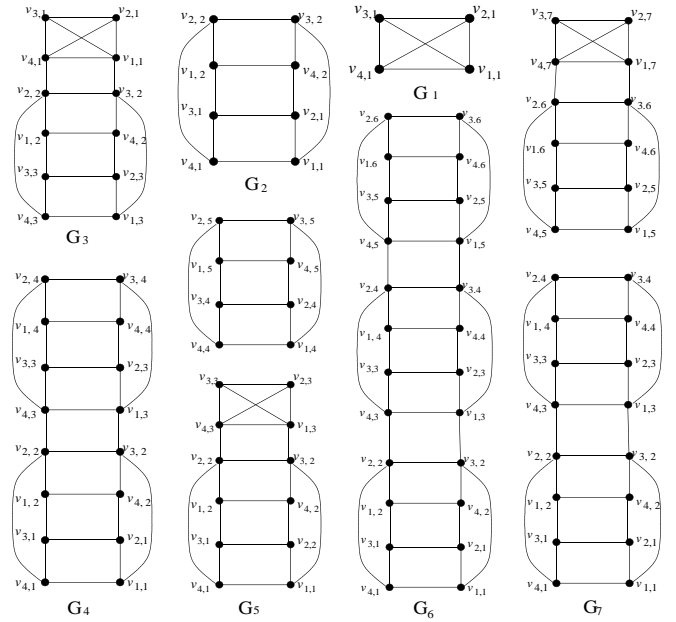 v3,1 v2,1
v4,1 v1,1
v2,2 v3,2
v1,2 v4,2
v3,3 v2,3
v4,3 v1,3
G3
v2,2 v3,2
v1,2 v4,2
v3,1 v2,1
v4,1 v1,1
G2
v3,1 v2,1
v4,1 v1,1
G1
v2,4 v3,4
v1,4 v4,4
v3,3 v2,3
v4,3 v1,3
v2,2 v3,2
v1,2 v4,2
v3,1 v2,1
v4,1 v1,1
G4
v2,5 v3,5
v1,5 v4,5
v3,4 v2,4
v4,4 v1,4
v3,3 v2,3
v4,3 v1,3
v2,2 v3,2
v1,2 v4,2
v3,1 v2,2
v4,1 v1,1
G5
v2.6 v3.6
v1.6 v4.6
v3,5 v2,5
v4,5 v1,5
v2.4 v3.4
v1,4 v4.4
v3,3 v2,3
v4,3 v1,3
v2,2 v3,2
v1,2 v4,2
v3,1 v2,1
v4,1 v1,1
G6
v3,7 v2,7
v4,7 v1,7
v2.6 v3.6
v1.6 v4.6
v3,5 v2,5
v4,5 v1,5
v2.4 v3.4
v1,4 v4.4
v3,3 v2,3
v4,3 v1,3
v2,2 v3,2
v1,2 v4,2
v3,1 v2,1
v4,1 v1,1
G7